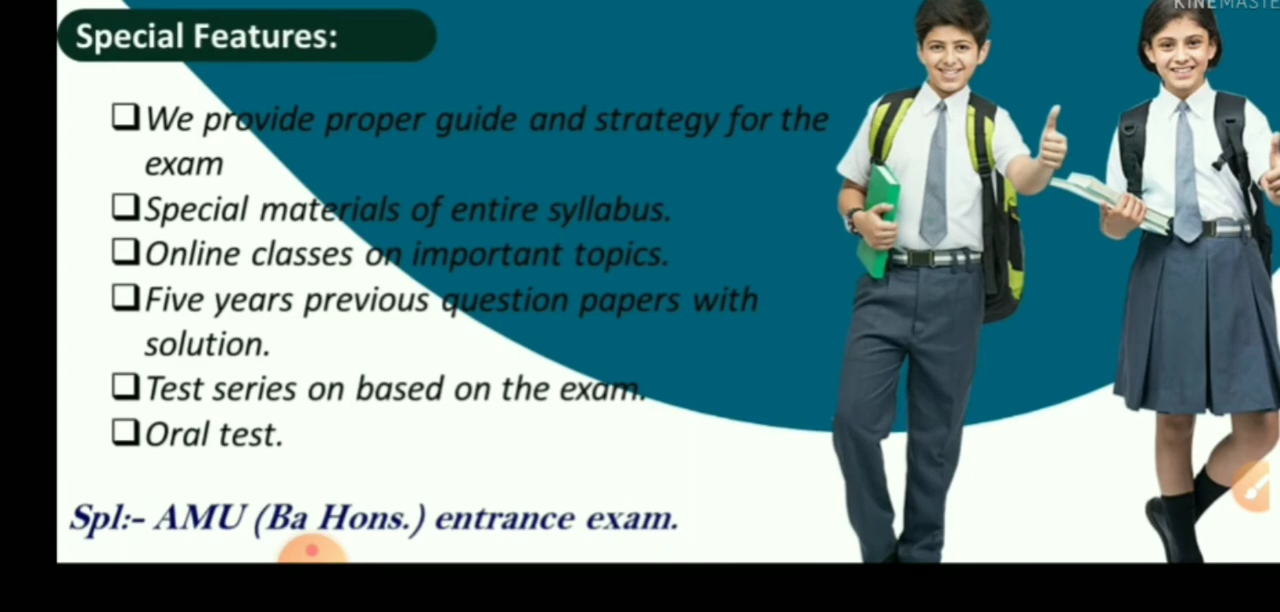 KINEMASTE
Special Features:
We provide proper guide and strategy for the
exam
Special materials of entire syllabus.
Online classes on important topics.
Five years previous question papers with
solution.
Test series on based on the exam.
Oral test.
Spl:- AMU (Ba Hons.) entrance exam.